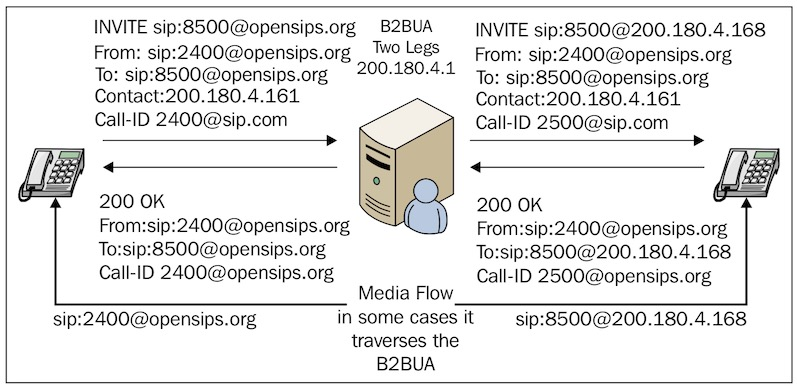 INVITE sip:8500@opensips.org
From: sip:2400@opensips.org
To: sip:8500@opensips.org
Contact:200.180.4.161
Call-ID 2400@sip.com
B2BUA
Two Legs
200.180.4.1
INVITE sip:8500@200.180.4.168
From: sip:2400@opensips.org
To: sip:8500@opensips.org
Contact:200.180.4.161
Call-ID 2500@sip.com
200 OK
From:sip:2400@opensips.org
To:sip:8500@opensips.org
Call-ID 2400@opensips.org
200 OK
From:sip:2400@opensips.org
To:sip:8500@200.180.4.168
Call-ID 2500@opensips.org
sip:2400@opensips.org
Media Flow
in some cases it
traverses the
B2BUA
sip:8500@200.180.4.168